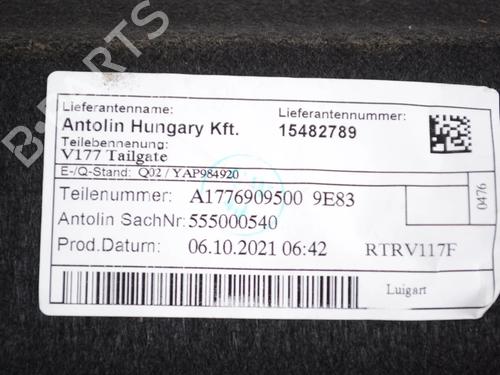 B-PARTS
Lieferantenname:
Lieferantennummer:
Antolin Hungary Kft.
15482789
Teilebennenung:
V177 Tailgate
E-/Q-Stand: Q02 / YAP984920
Teilenummer: A1776909500 9E83
Antolin SachNr: 555000540
Prod.Datum: 06.10.2021 06:42 RTRV117F
0476
Luigart